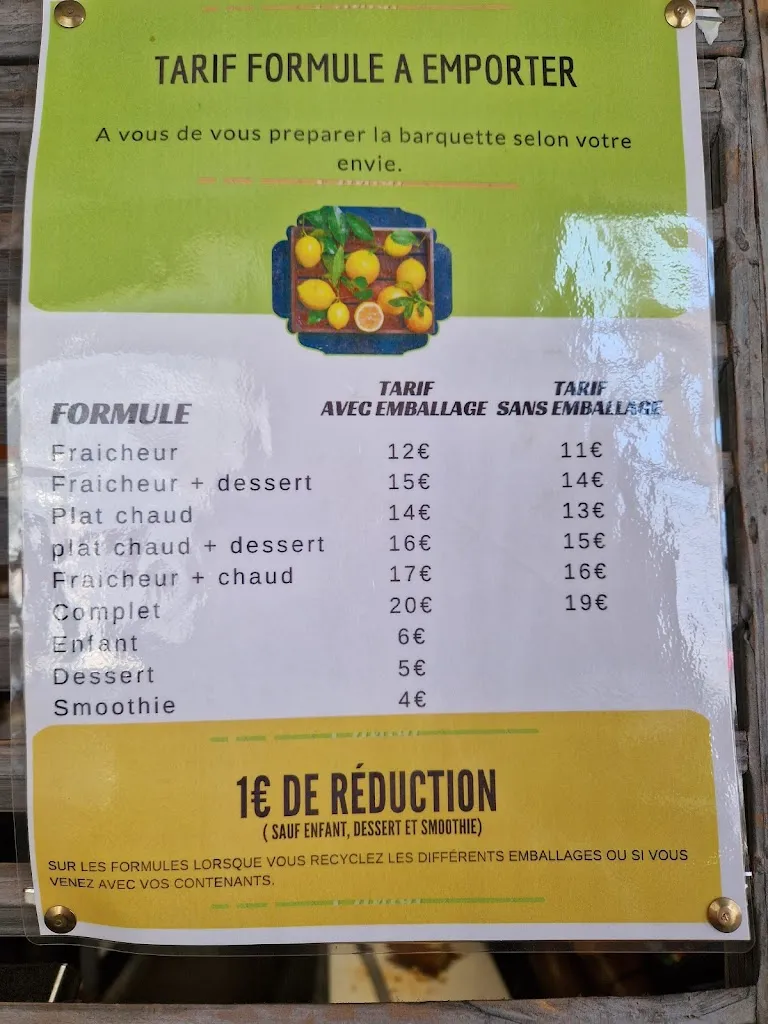 TARIF FORMULE A EMPORTER
A vous de vous preparer la barquette selon votre
envie.
FORMULE TARIF AVEC EMBALLAGE TARIF SANS EMBALLAGE
Fraicheur 12€ 11€
Fraicheur + dessert 15€ 14€
Plat chaud 14€ 13€
plat chaud + dessert 16€ 15€
Fraicheur + chaud 17€ 16€
Complet 20€ 19€
Enfant 6€
Dessert 5€
Smoothie 4€
1€ DE RÉDUCTION
( SAUF ENFANT, DESSERT ET SMOOTHIE)
SUR LES FORMULES LORSQUE VOUS RECYCLEZ LES DIFFÉRENTS EMBALLAGES OU SI VOUS
VENEZ AVEC VOS CONTENANTS.